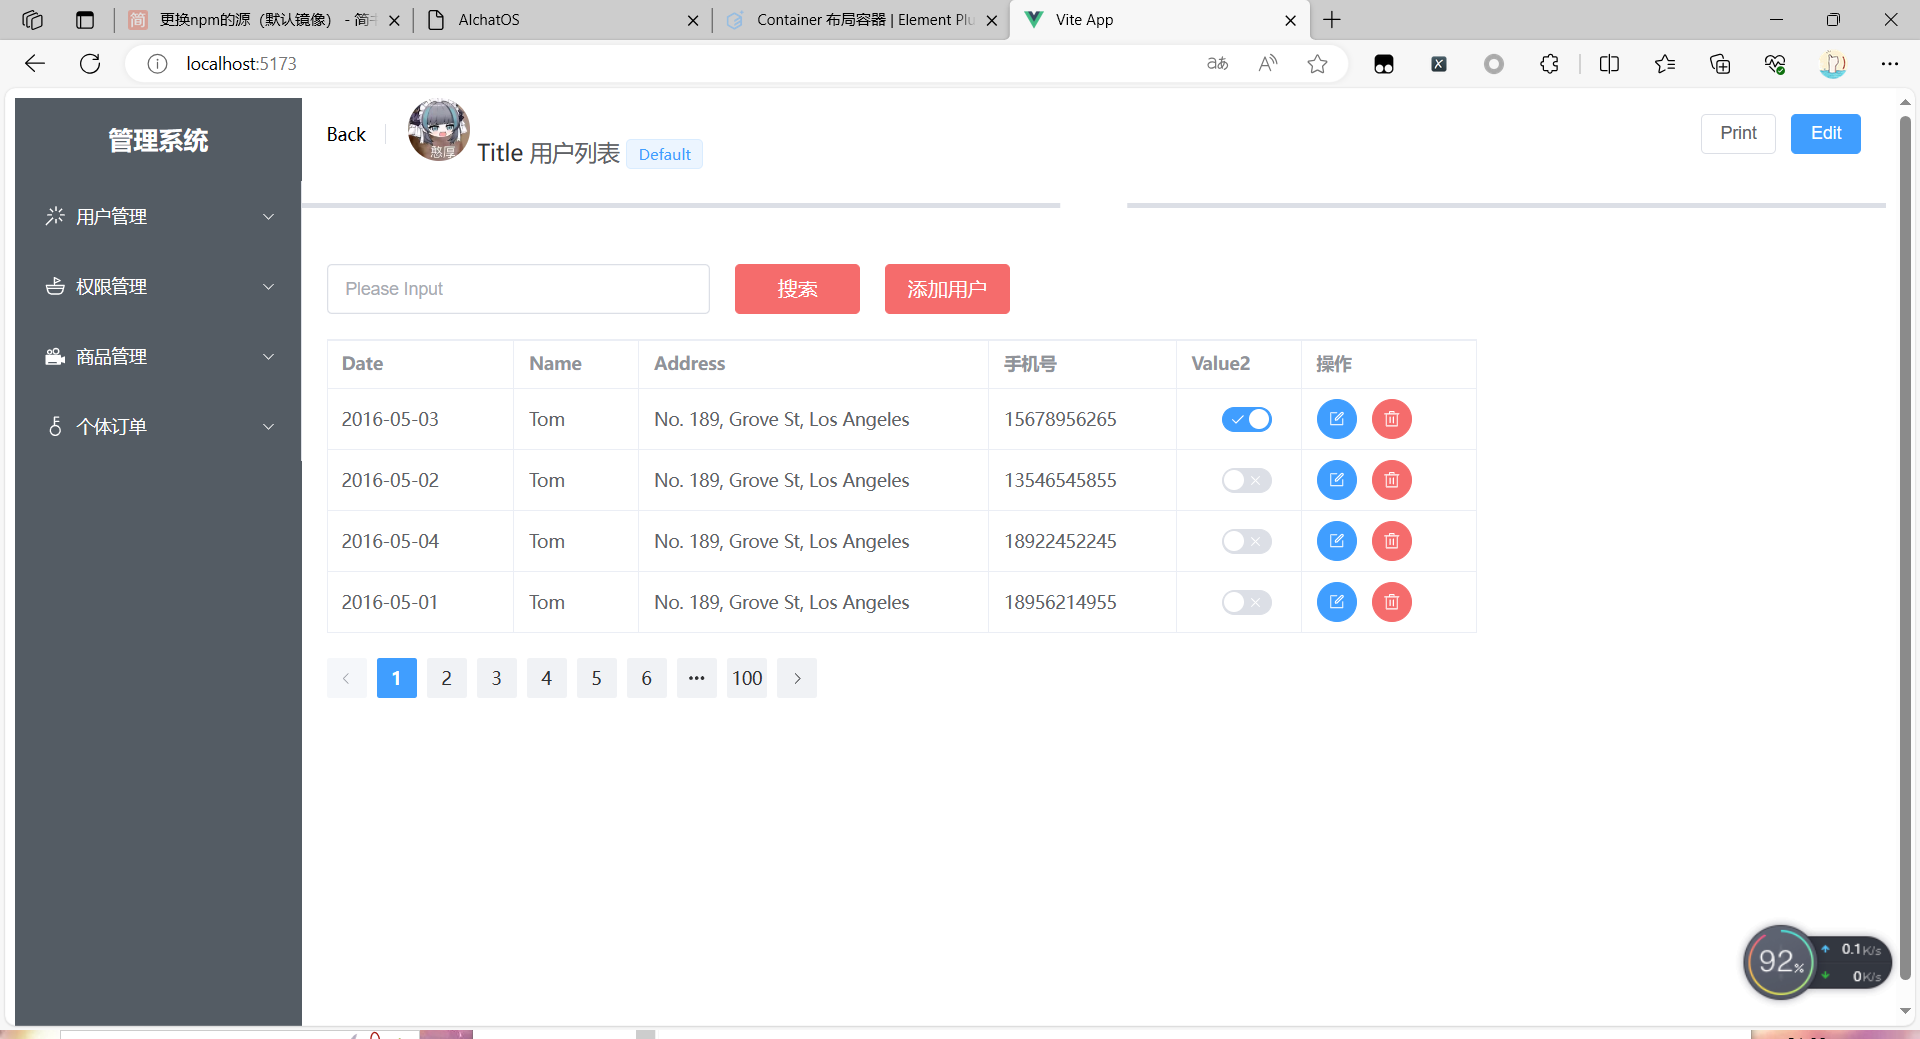 更换npm的源（默认镜像） - 简书
AIchatOS
Container 布局容器 | Element Plu
Vite App
localhost:5173
管理系统
用户管理
权限管理
商品管理
个体订单
Back
憨厚
Title 用户列表 Default
Print
Edit
Please Input
搜索
添加用户
Date Name Address 手机号 Value2 操作
2016-05-03 Tom No. 189, Grove St, Los Angeles 15678956265
2016-05-02 Tom No. 189, Grove St, Los Angeles 13546545855
2016-05-04 Tom No. 189, Grove St, Los Angeles 18922452245
2016-05-01 Tom No. 189, Grove St, Los Angeles 18956214955
1 2 3 4 5 6 ••• 100
92%
0.1K/s
0K/s